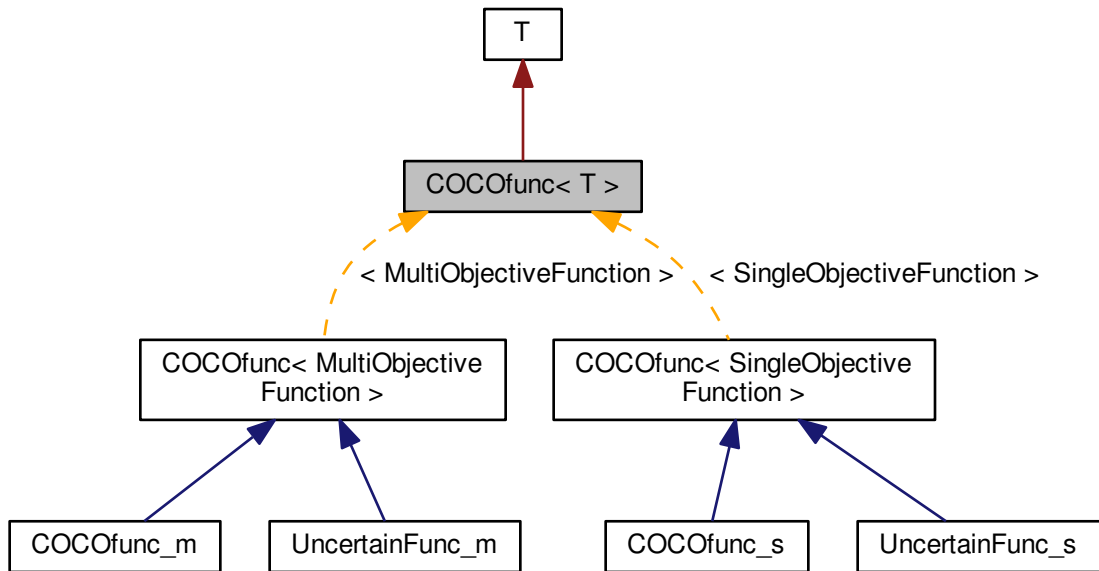 T
COCOfunc< T >
< MultiObjectiveFunction >
< SingleObjectiveFunction >
COCOfunc< MultiObjective
Function >
COCOfunc< SingleObjective
Function >
COCOfunc_m
UncertainFunc_m
COCOfunc_s
UncertainFunc_s